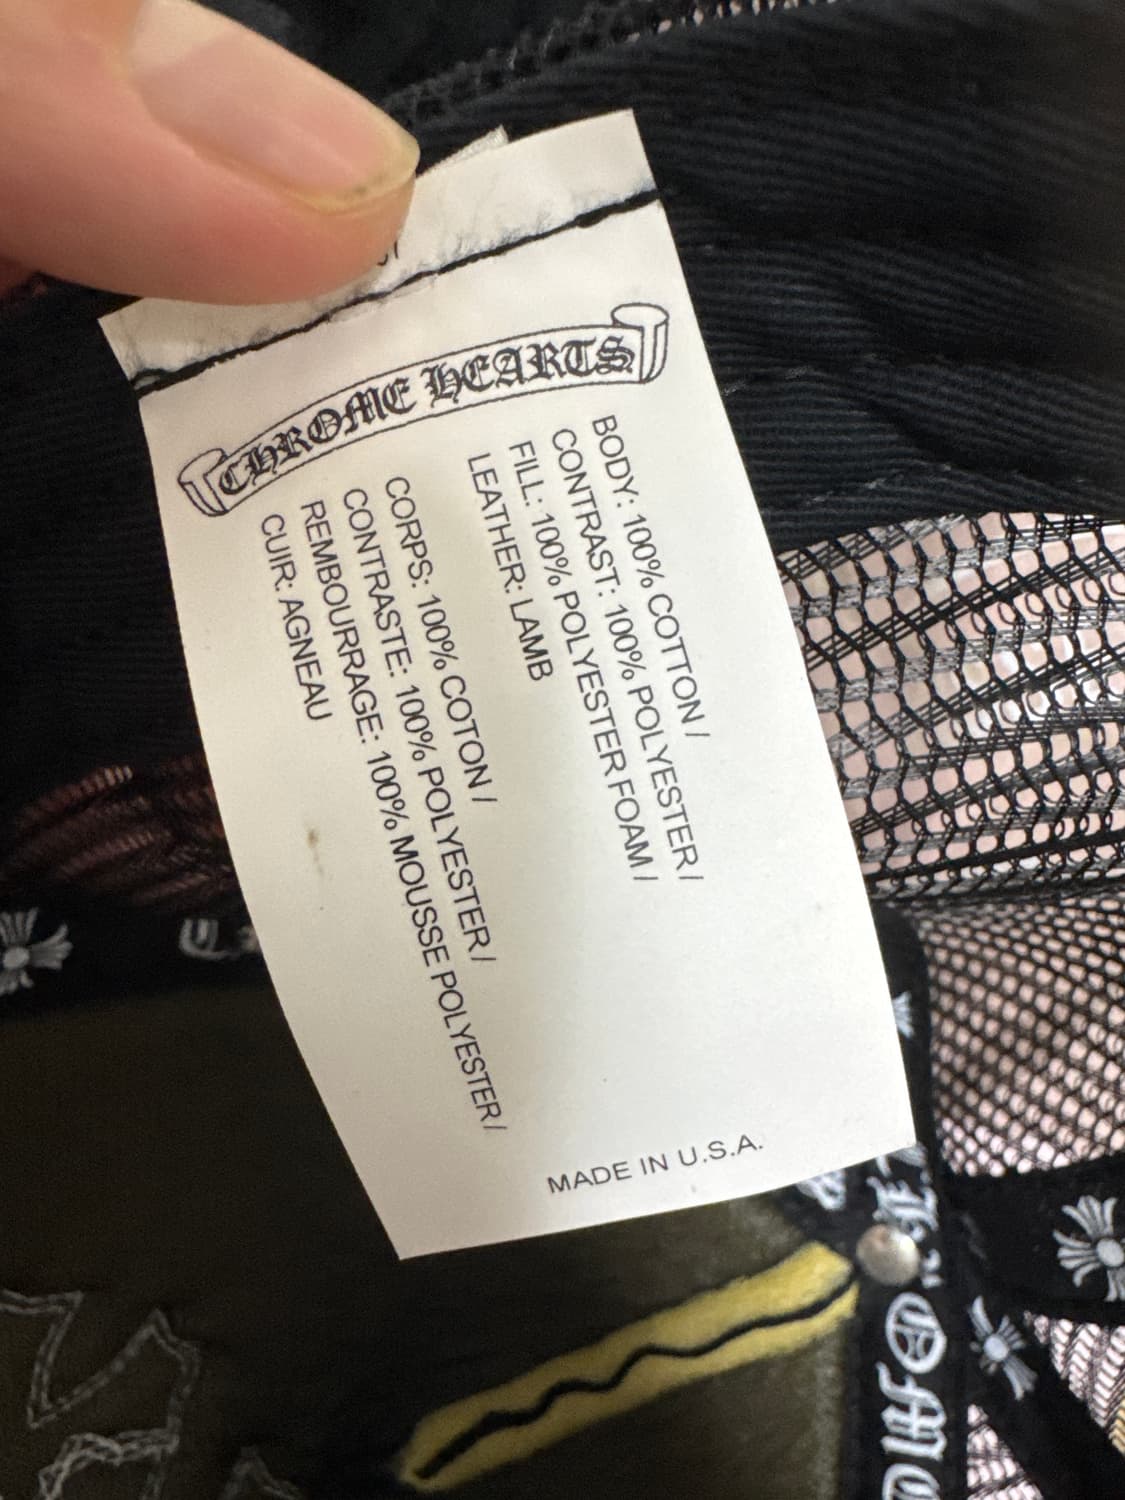 CHROME HEARTS
BODY: 100% COTTON /
CONTRAST: 100% POLYESTER /
FILL: 100% POLYESTER FOAM /
LEATHER: LAMB
CORPS: 100% COTON /
CONTRASTE: 100% POLYESTER /
REMBOURRAGE: 100% MOUSSE POLYESTER /
CUIR: AGNEAU
MADE IN U.S.A.